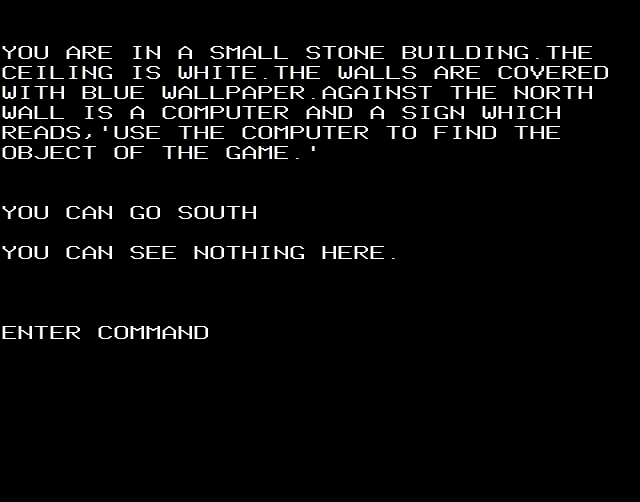 YOU ARE IN A SMALL STONE BUILDING.THE
CEILING IS WHITE.THE WALLS ARE COVERED
WITH BLUE WALLPAPER.AGAINST THE NORTH
WALL IS A COMPUTER AND A SIGN WHICH
READS,'USE THE COMPUTER TO FIND THE
OBJECT OF THE GAME.'
YOU CAN GO SOUTH
YOU CAN SEE NOTHING HERE.
ENTER COMMAND